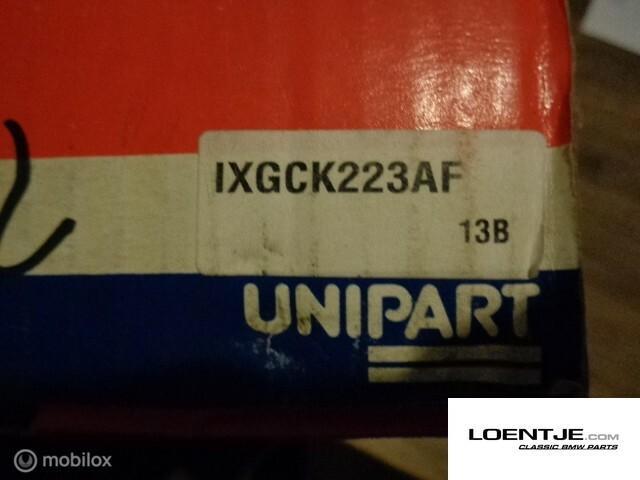 IXGCK223AF
13B
UNIPART
LOENTJE.COM
CLASSIC BMW PARTS
mobilox